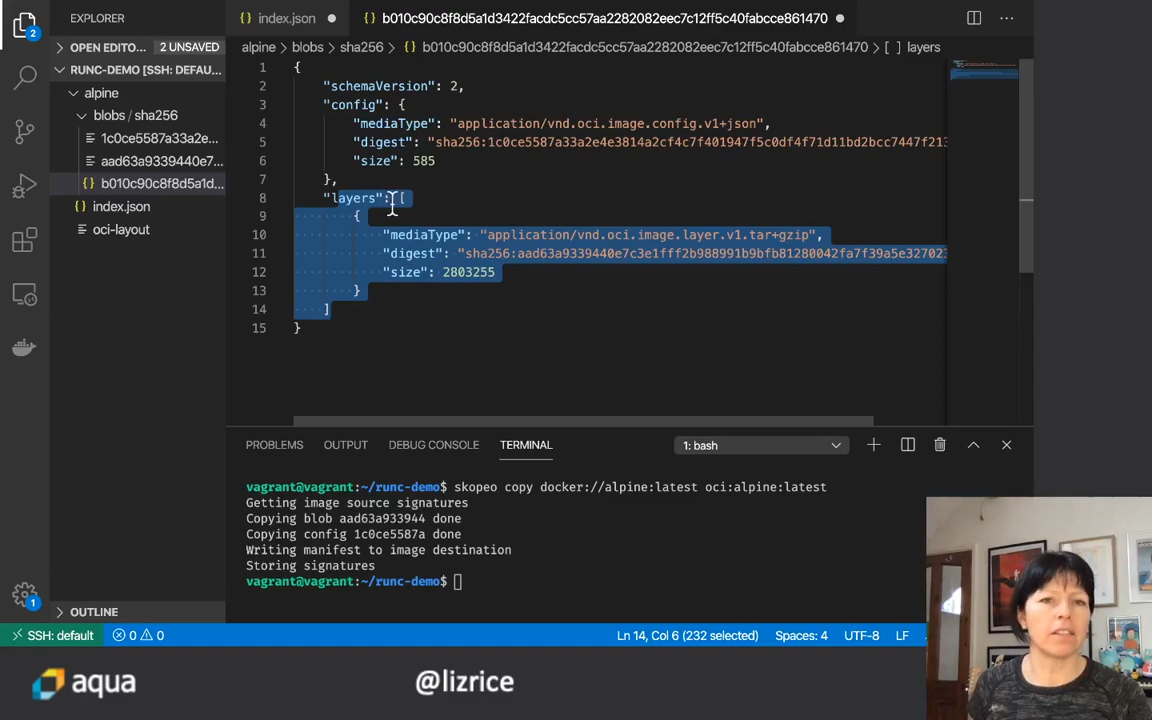 EXPLORER
index.json
b010c90c8f8d5a1d3422facdc5cc57aa2282082eec7c12ff5c40fabcce861470
2
OPEN EDITO... 2 UNSAVED
alpine blobs sha256 {} b010c90c8f8d5a1d3422facdc5cc57aa2282082eec7c12ff5c40fabcce861470 [ ] layers
RUNC-DEMO [SSH: DEFAU...
alpine
blobs / sha256
1c0ce5587a33a2e...
aad63a9339440e7...
{} b010c90c8f8d5a1d...
{} index.json
oci-layout
1 {
2 "schemaVersion": 2,
3 "config": {
4 "mediaType": "application/vnd.oci.image.config.v1+json",
5 "digest": "sha256:1c0ce5587a33a2e4e3814a2cf4c7f401947f5c0df4f71d11bd2bcc7447f213
6 "size": 585
7 },
8 "layers": [
9 {
10 "mediaType": "application/vnd.oci.image.layer.v1.tar+gzip",
11 "digest": "sha256:aad63a9339440e7c3e1fff2b988991b9bfb81280042fa7f39a5e327023
12 "size": 2803255
13 }
14 ]
15 }
PROBLEMS OUTPUT DEBUG CONSOLE TERMINAL 1: bash
vagrant@vagrant:~/runc-demo$ skopeo copy docker://alpine:latest oci:alpine:latest
Getting image source signatures
Copying blob aad63a933944 done
Copying config 1c0ce5587a done
Writing manifest to image destination
Storing signatures
vagrant@vagrant:~/runc-demo$
1
OUTLINE
SSH: default 0 0 Ln 14, Col 6 (232 selected) Spaces: 4 UTF-8 LF
aqua
@lizrice